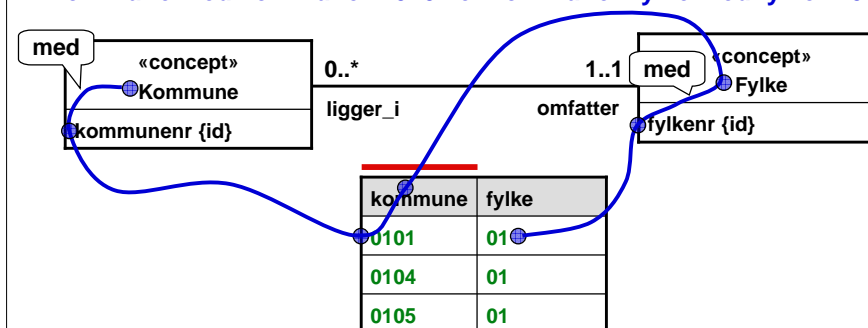 med
«concept»
Kommune
kommunenr {id}
0..*
1..1
ligger_i
omfatter
med
«concept»
Fylke
fylkenr {id}
kommune fylke
0101 01
0104 01
0105 01